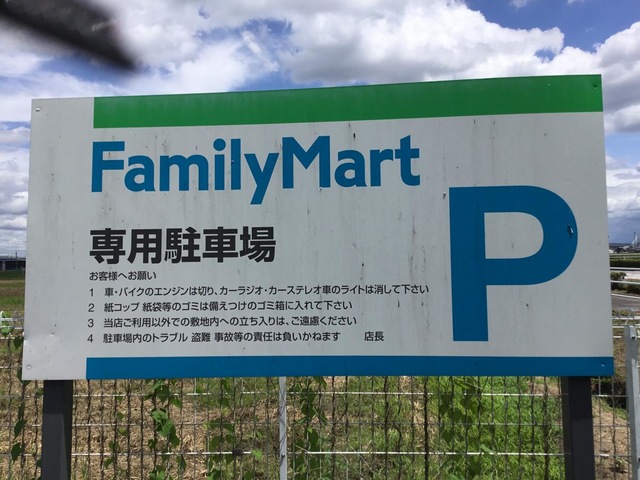 FamilyMart
P
専用駐車場
お客様へお願い
1 車・バイクのエンジンは切り、カーラジオ・カーステレオ車のライトは消して下さい
2 紙コップ 紙袋等のゴミは備えつけのゴミ箱に入れて下さい
3 当店ご利用以外での敷地内への立ち入りは、ご遠慮ください
4 駐車場内のトラブル 盗難 事故等の責任は負いかねます 店長